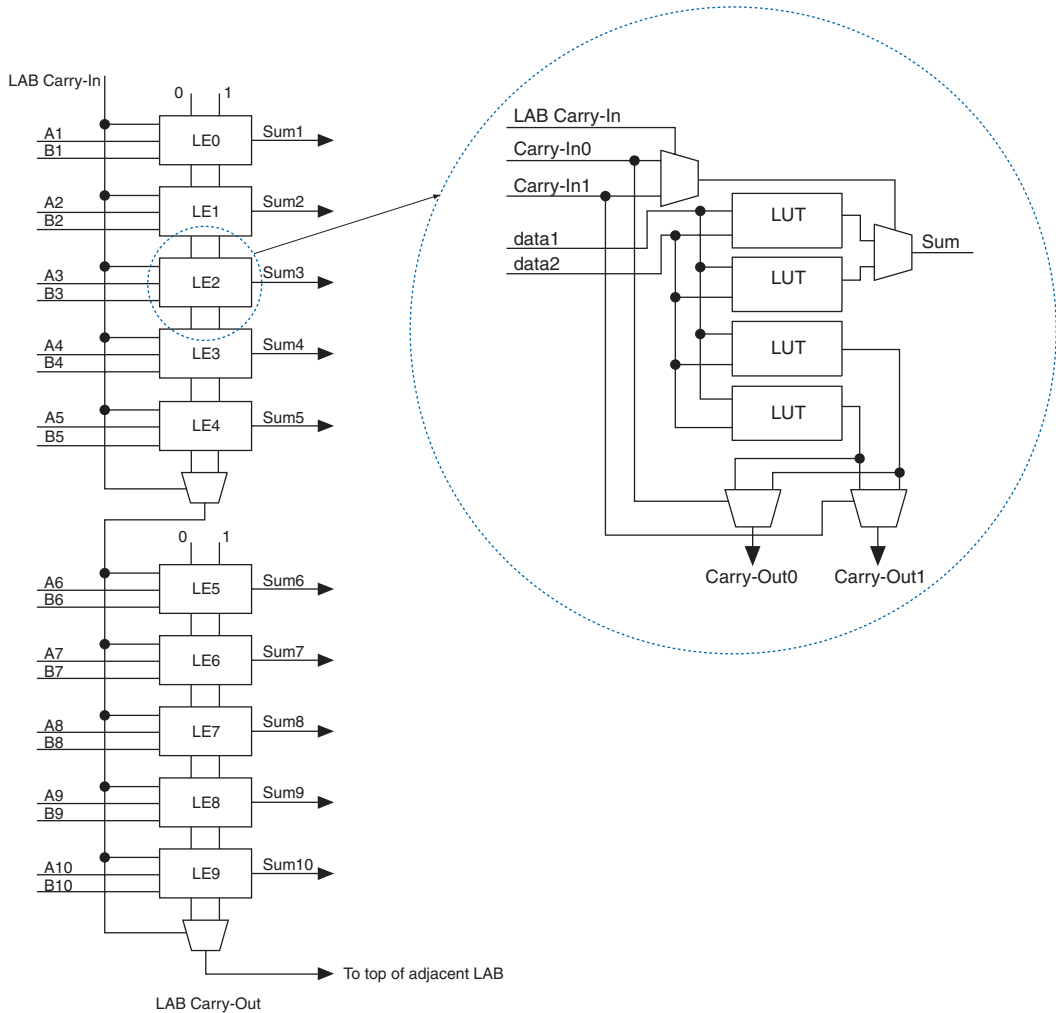 LAB Carry-In
0 1
A1
B1
LE0
Sum1
A2
B2
LE1
Sum2
A3
B3
LE2
Sum3
A4
B4
LE3
Sum4
A5
B5
LE4
Sum5
0 1
A6
B6
LE5
Sum6
A7
B7
LE6
Sum7
A8
B8
LE7
Sum8
A9
B9
LE8
Sum9
A10
B10
LE9
Sum10
To top of adjacent LAB
LAB Carry-Out
LAB Carry-In
Carry-In0
Carry-In1
data1
data2
LUT
LUT
LUT
LUT
Sum
Carry-Out0
Carry-Out1